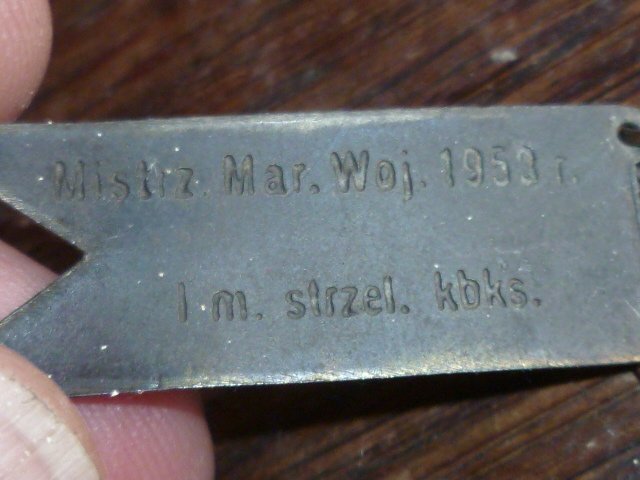 Mistrz. Mar. Woj. 1953 r.
I m. strzel. kbks.